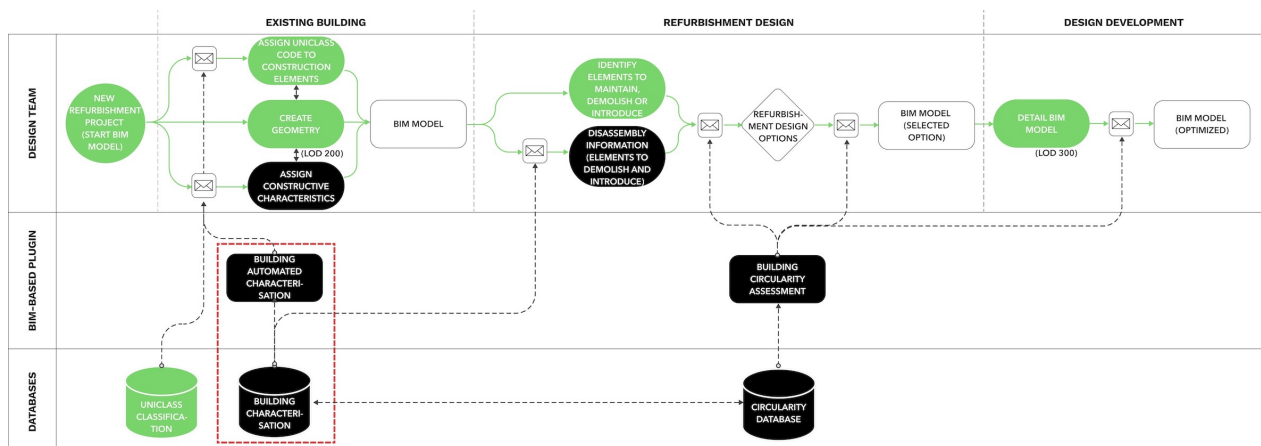 EXISTING BUILDING
REFURBISHMENT DESIGN
DESIGN DEVELOPMENT
DESIGN TEAM
NEW
REFURBISHMENT
PROJECT
(START BIM
MODEL)
ASSIGN UNICLASS
CODE TO
CONSTRUCTION
ELEMENTS
CREATE
GEOMETRY
(LOD 200)
ASSIGN
CONSTRUCTIVE
CHARACTERISTICS
BIM MODEL
IDENTIFY
ELEMENTS TO
MAINTAIN,
DEMOLISH OR
INTRODUCE
DISASSEMBLY
INFORMATION
(ELEMENTS TO
DEMOLISH AND
INTRODUCE)
REFURBISH-
MENT DESIGN
OPTIONS
BIM MODEL
(SELECTED
OPTION)
DETAIL BIM
MODEL
(LOD 300)
BIM MODEL
(OPTIMIZED)
BIM-BASED PLUGIN
BUILDING
AUTOMATED
CHARACTERI-
SATION
BUILDING
CIRCULARITY
ASSESSMENT
DATABASES
UNICLASS
CLASSIFICA-
TION
BUILDING
CHARACTERI-
SATION
CIRCULARITY
DATABASE